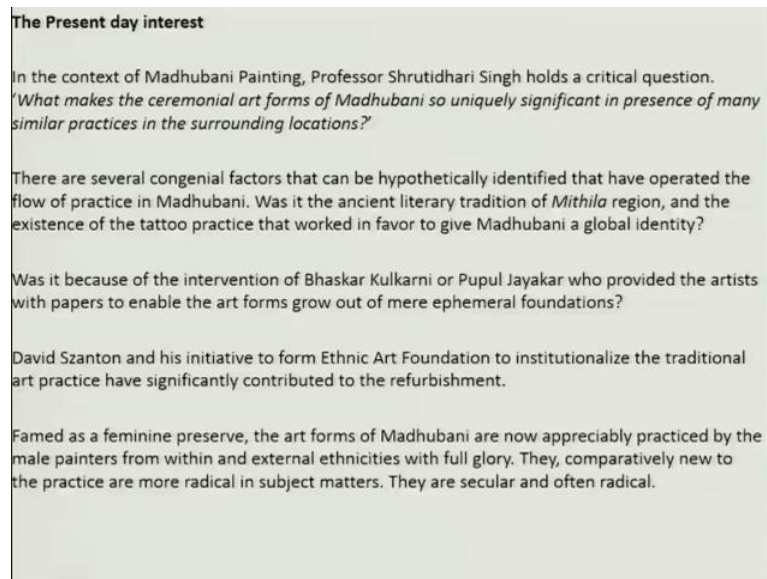 The Present day interest
In the context of Madhubani Painting, Professor Shrutidhari Singh holds a critical question.
‘What makes the ceremonial art forms of Madhubani so uniquely significant in presence of many
similar practices in the surrounding locations?’
There are several congenial factors that can be hypothetically identified that have operated the
flow of practice in Madhubani. Was it the ancient literary tradition of Mithila region, and the
existence of the tattoo practice that worked in favor to give Madhubani a global identity?
Was it because of the intervention of Bhaskar Kulkarni or Pupul Jayakar who provided the artists
with papers to enable the art forms grow out of mere ephemeral foundations?
David Szanton and his initiative to form Ethnic Art Foundation to institutionalize the traditional
art practice have significantly contributed to the refurbishment.
Famed as a feminine preserve, the art forms of Madhubani are now appreciably practiced by the
male painters from within and external ethnicities with full glory. They, comparatively new to
the practice are more radical in subject matters. They are secular and often radical.